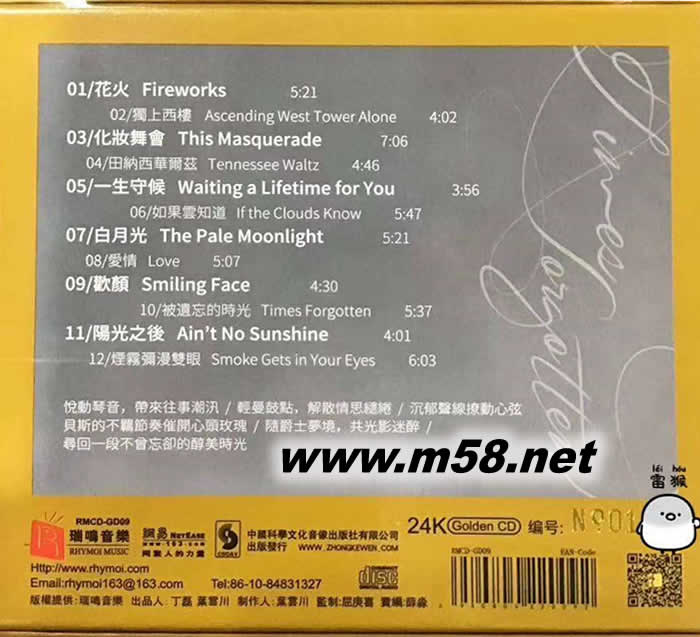 01/花火 Fireworks 5:21
02/獨上西樓 Ascending West Tower Alone 4:02
03/化妝舞會 This Masquerade 7:06
04/田納西華爾茲 Tennessee Waltz 4:46
05/一生守候 Waiting a Lifetime for You 3:56
06/如果雲知道 If the Clouds Know 5:47
07/白月光 The Pale Moonlight 5:21
08/愛情 Love 5:07
09/歡顏 Smiling Face 4:30
10/被遺忘的時光 Times Forgotten 5:37
11/陽光之後 Ain't No Sunshine 4:01
12/煙霧彌漫雙眼 Smoke Gets in Your Eyes 6:03
Times Forgotten
悅動琴音，帶來往事潮汛 / 輕曼鼓點，解散情思繾綣 / 沉郁聲線撩動心弦
貝斯的不羈節奏催開心頭玫瑰 / 隨爵士夢境，共光影迷醉 /
尋回一段不曾忘卻的醇美時光
www.m58.net
léi hóu
雷猴
RMCD-GD09
瑞鳴音樂
RHYMOI MUSIC
網易 NETEASE
www.163.com
網聚人的力量
中國科學文化音像出版社有限公司
出版發行 WWW.ZHONGKEWEN.COM
24K Golden CD 编号:
RMCD-GD09 EAN-Code
Http://www.rhymoi.com
Email:rhymoi163@163.com Tel:86-10-84831327
版權提供: 瑞鳴音樂 出品人: 丁磊 葉雲川 制作人: 葉雲川 監制: 屈庚喜 責編: 薛淼